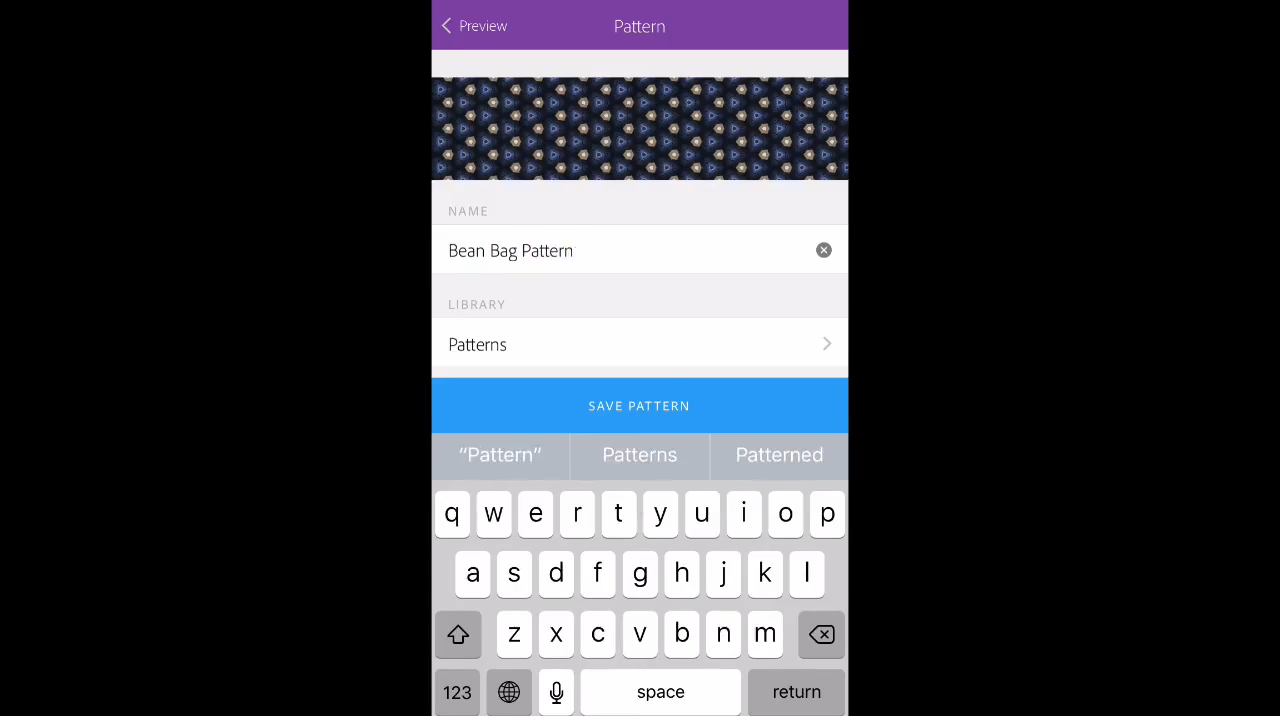 Preview
Pattern
NAME
Bean Bag Pattern
LIBRARY
Patterns
SAVE PATTERN
“Pattern” Patterns Patterned
q w e r t y u i o p
a s d f g h j k l
z x c v b n m
123 space return